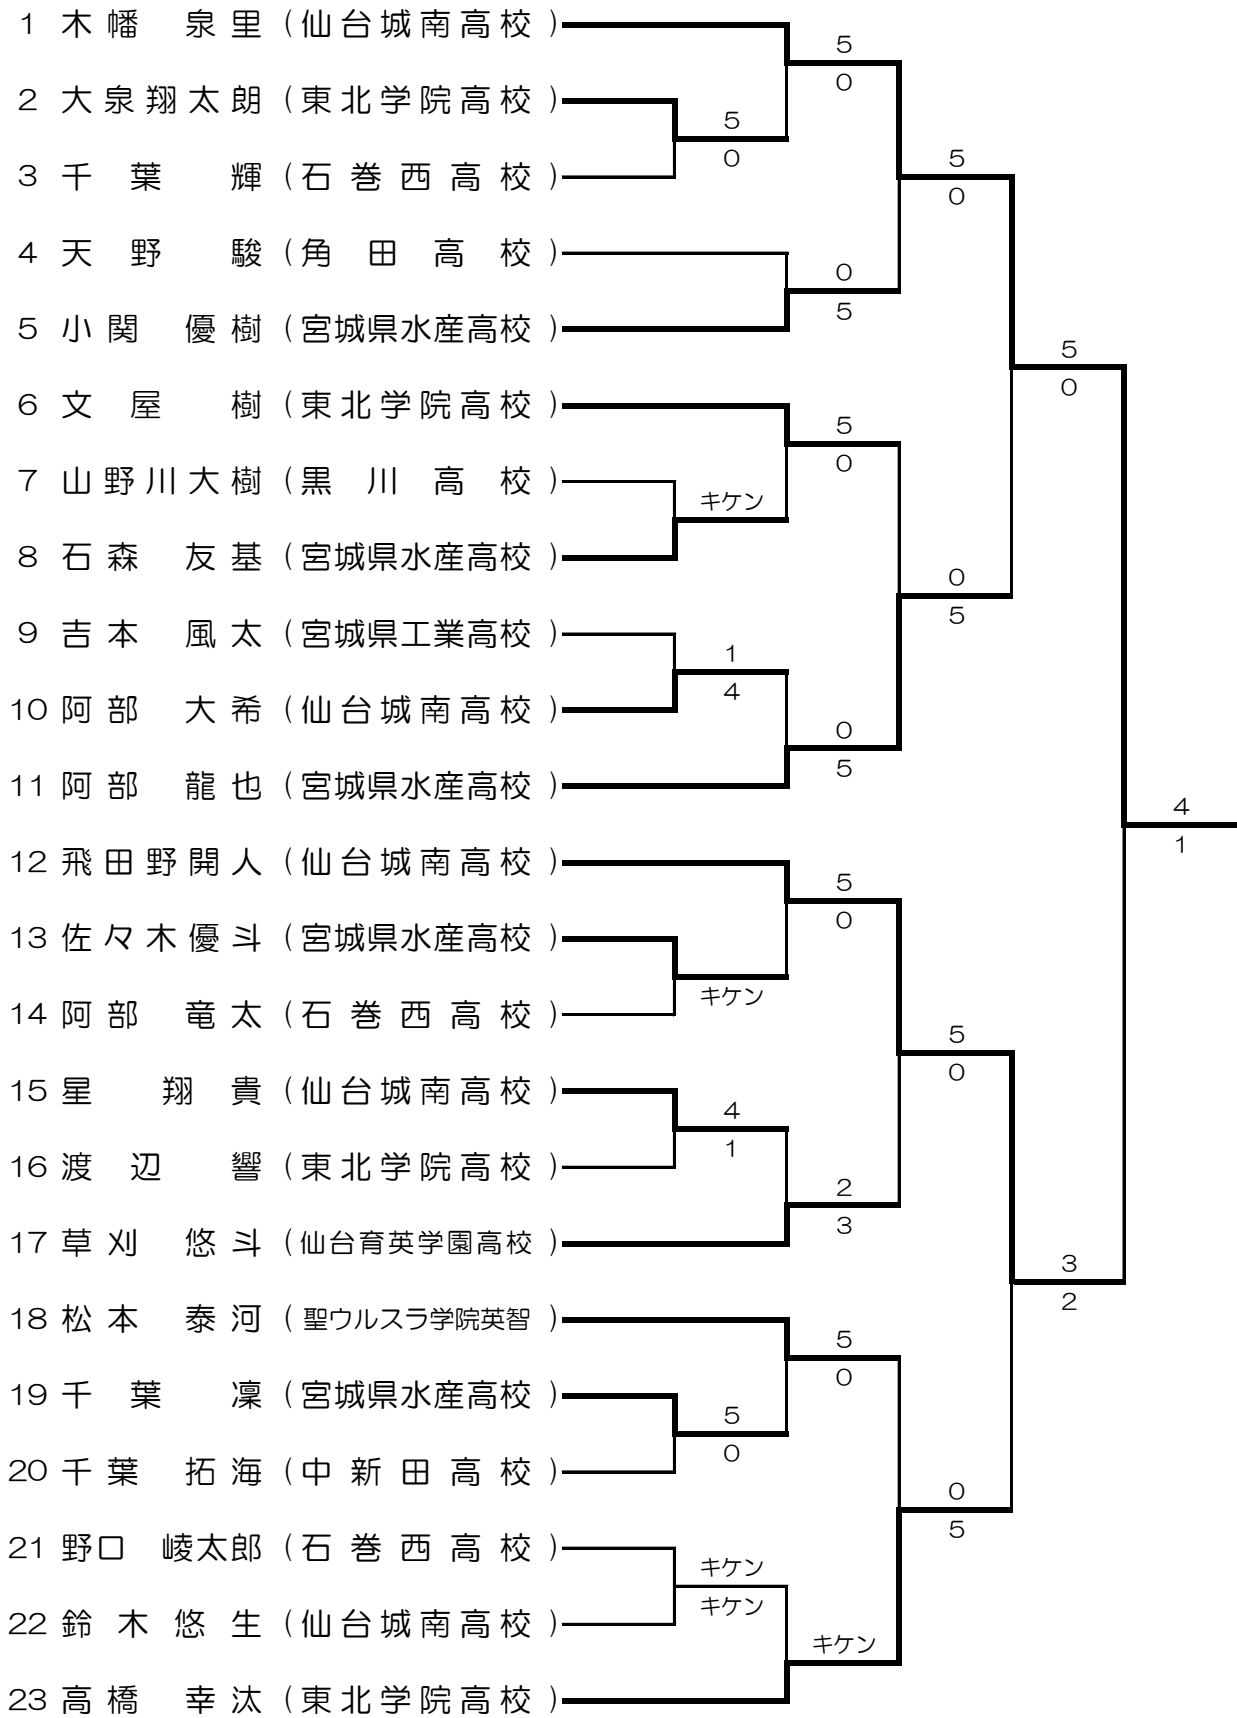 1 木幡 泉里 (仙台城南高校)
5
0
2 大泉翔太朗 (東北学院高校)
5
0
3 千葉 輝 (石巻西高校)
5
0
4 天野 駿 (角田高校)
0
5
5 小関 優樹 (宮城県水産高校)
5
0
6 文屋 樹 (東北学院高校)
5
0
7 山野川大樹 (黒川高校)
キケン
8 石森 友基 (宮城県水産高校)
0
5
9 吉本 風太 (宮城県工業高校)
1
4
10 阿部 大希 (仙台城南高校)
0
5
11 阿部 龍也 (宮城県水産高校)
4
1
12 飛田野開人 (仙台城南高校)
5
0
13 佐々木優斗 (宮城県水産高校)
キケン
14 阿部 竜太 (石巻西高校)
5
0
15 星 翔貴 (仙台城南高校)
4
1
16 渡辺 響 (東北学院高校)
2
3
17 草刈 悠斗 (仙台育英学園高校)
3
2
18 松本 泰河 (聖ウルスラ学院英智)
5
0
19 千葉 凜 (宮城県水産高校)
5
0
20 千葉 拓海 (中新田高校)
0
5
21 野口 崚太郎 (石巻西高校)
キケン
キケン
22 鈴木悠生 (仙台城南高校)
キケン
23 高橋 幸汰 (東北学院高校)